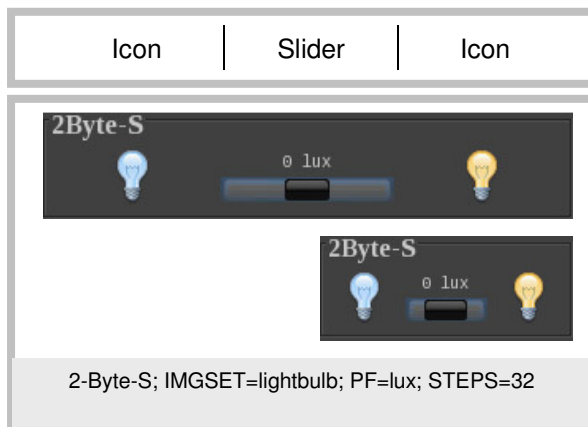 Icon Slider Icon
2Byte-S
0 lux
2Byte-S
0 lux
2-Byte-S; IMGSET=lightbulb; PF=lux; STEPS=32